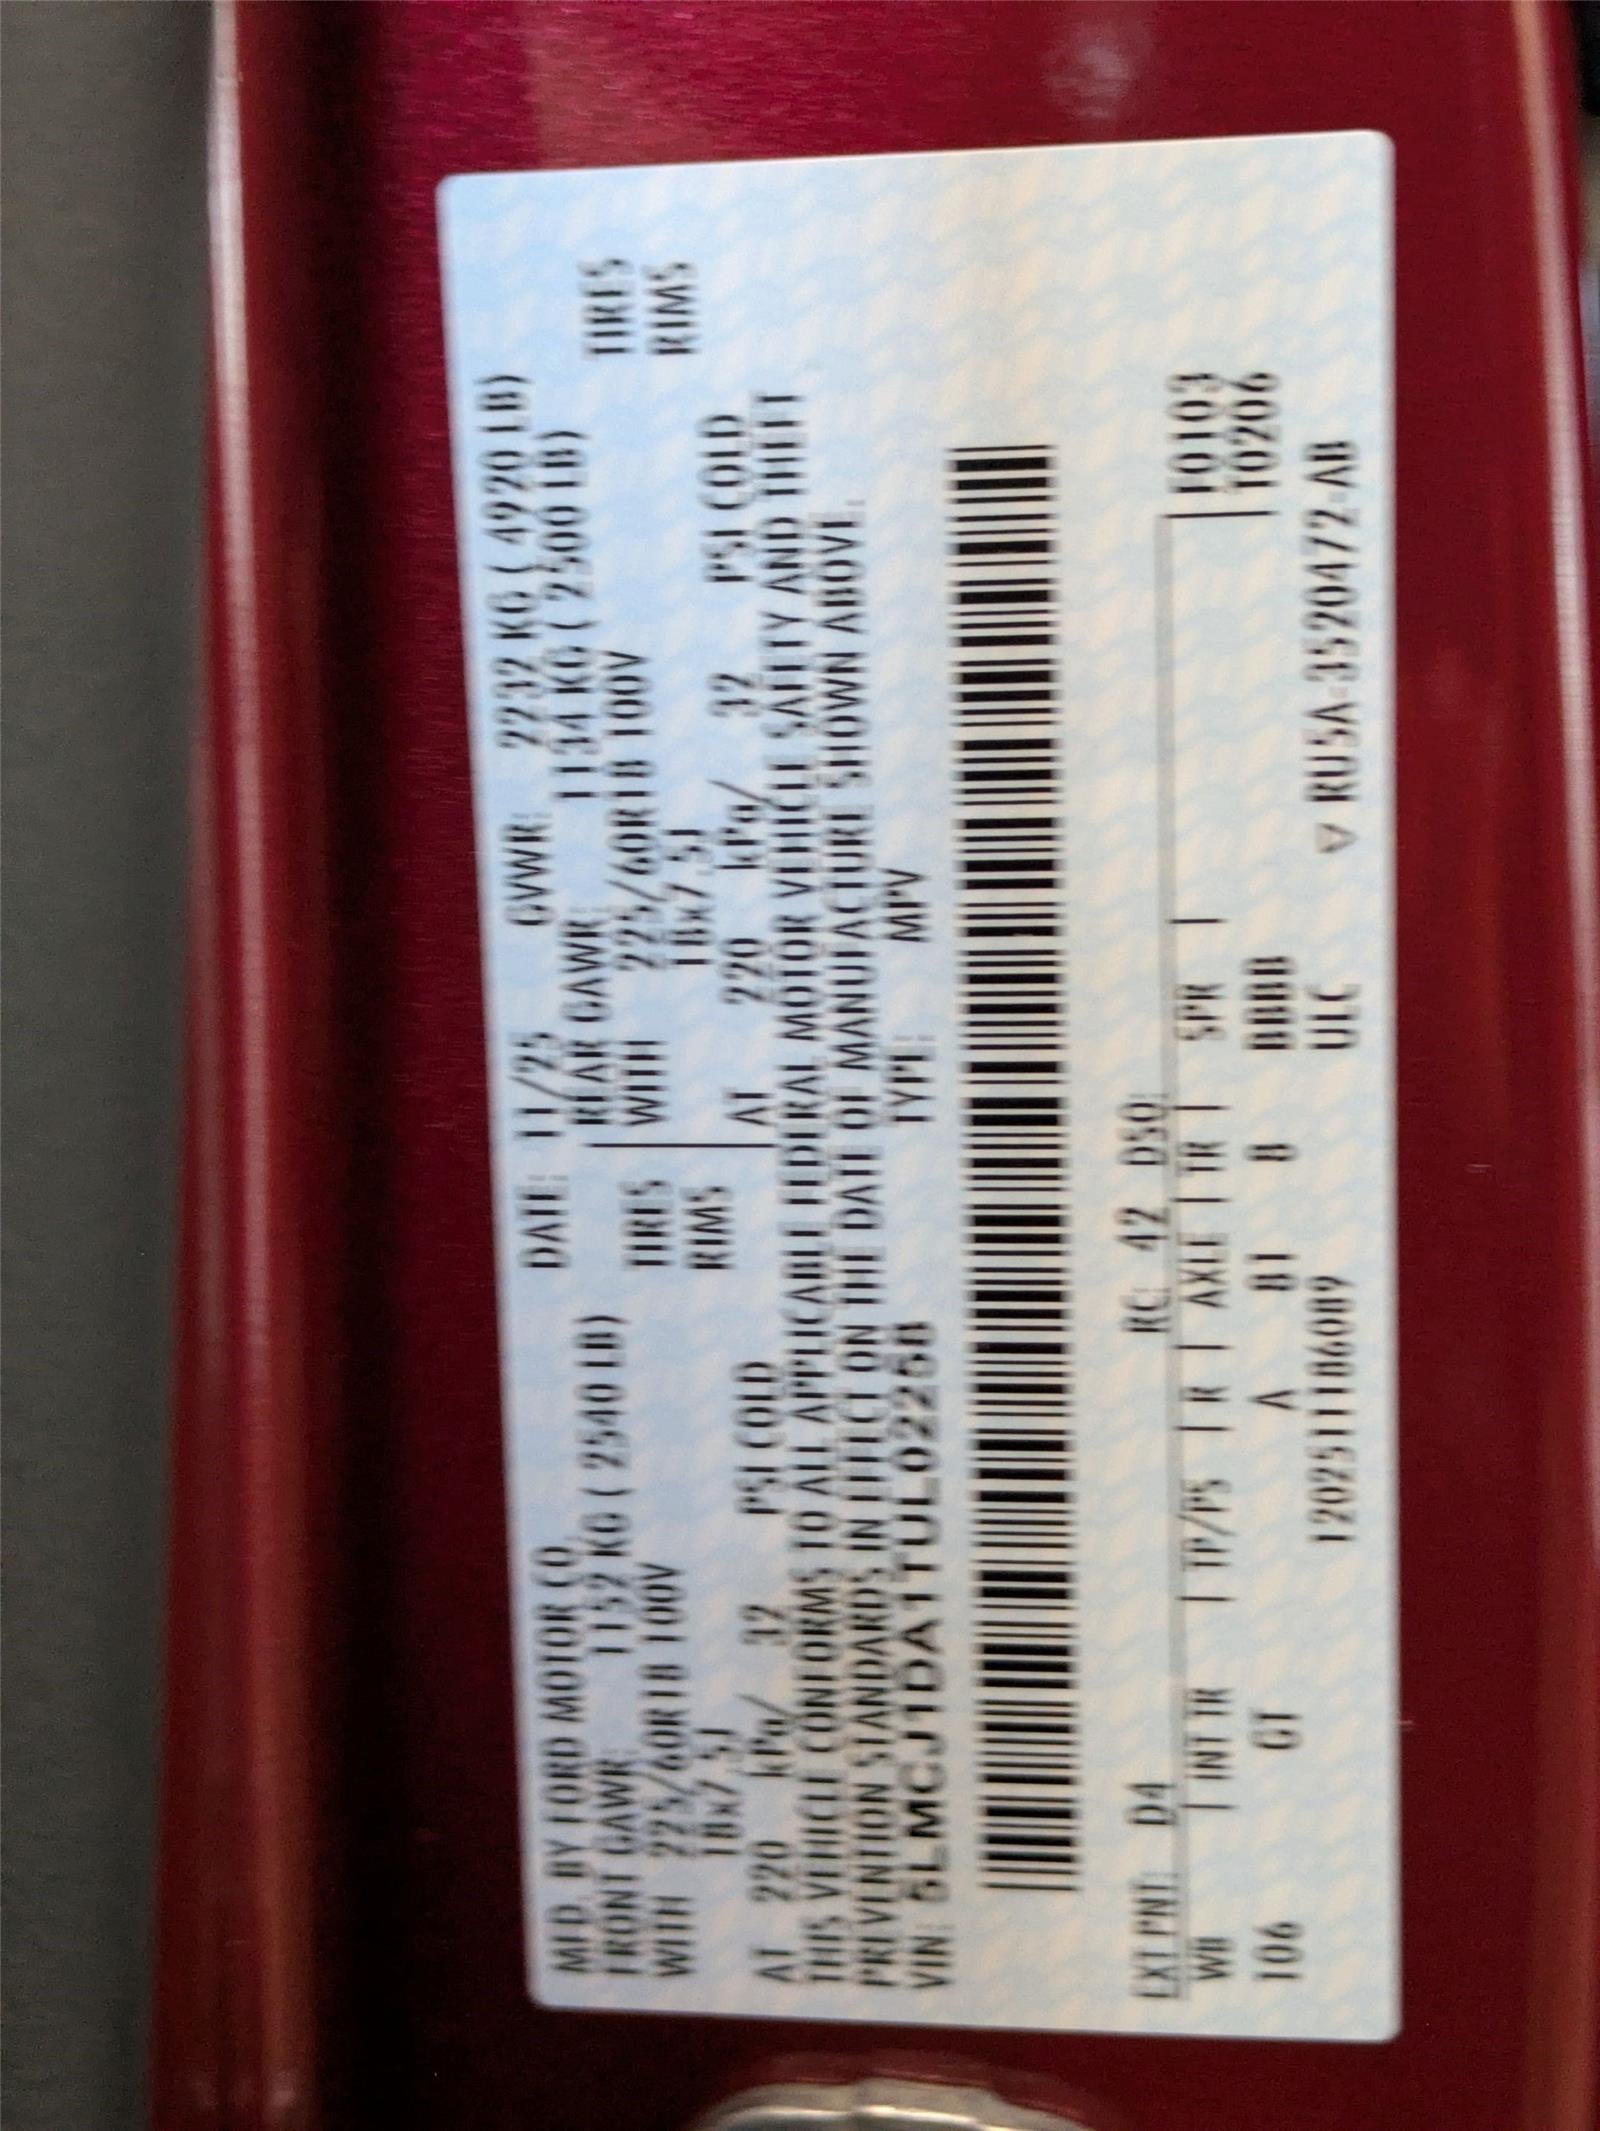 MFD. BY FORD MOTOR CO. DATE: 11/25 GVWR: 2232 KG ( 4920 LB)
FRONT GAWR: 1152 KG ( 2540 LB) REAR GAWR: 1134 KG ( 2500 LB)
WITH 225/60R18 100V TIRES WITH 225/60R18 100V TIRES
18x7.5J RIMS 18x7.5J RIMS
AT 220 kPa/ 32 PSI COLD AT 220 kPa/ 32 PSI COLD
THIS VEHICLE CONFORMS TO ALL APPLICABLE FEDERAL MOTOR VEHICLE SAFETY AND THEFT
PREVENTION STANDARDS IN EFFECT ON THE DATE OF MANUFACTURE SHOWN ABOVE.
VIN: 5LMCJ1DA1TUL02258 TYPE: MPV
EXT PNT: D4 RC: 42 DSO: F0103
WB | INT TR | TP/PS | R | AXLE | TR | SPR | T0206
106 GT A 81 8 BBBB
1202511186089 ULC ▽ RU5A-3520472-AB